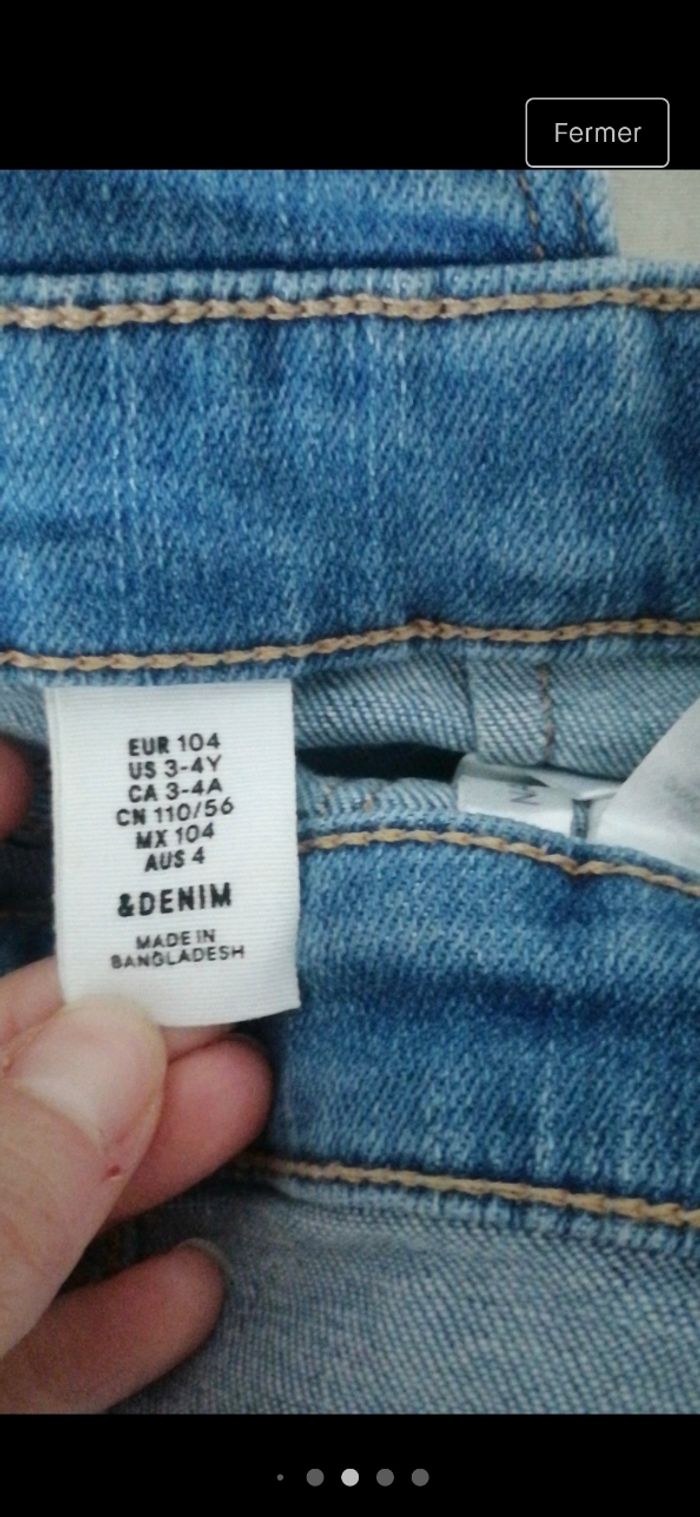 Fermer
EUR 104
US 3-4Y
CA 3-4A
CN 110/56
MX 104
AUS 4
&DENIM
MADE IN
BANGLADESH